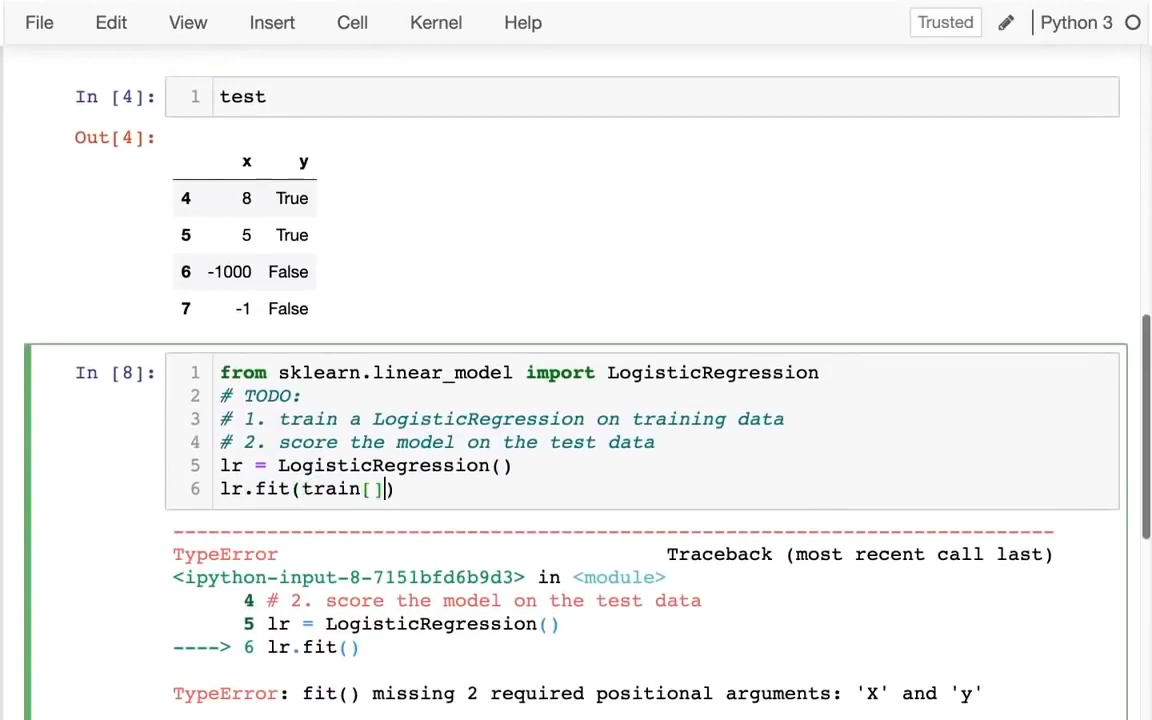 File Edit View Insert Cell Kernel Help Trusted Python 3
In [4]: 1 test
Out[4]:
x y
4 8 True
5 5 True
6 -1000 False
7 -1 False
In [8]: 1 from sklearn.linear_model import LogisticRegression
2 # TODO:
3 # 1. train a LogisticRegression on training data
4 # 2. score the model on the test data
5 lr = LogisticRegression()
6 lr.fit(train[])
---------------------------------------------------------------------------
TypeError Traceback (most recent call last)
<ipython-input-8-7151bfd6b9d3> in <module>
4 # 2. score the model on the test data
5 lr = LogisticRegression()
----> 6 lr.fit()
TypeError: fit() missing 2 required positional arguments: 'X' and 'y'